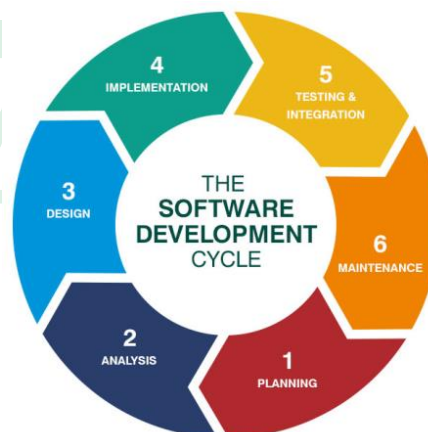 THE
SOFTWARE
DEVELOPMENT
CYCLE
1
PLANNING
2
ANALYSIS
3
DESIGN
4
IMPLEMENTATION
5
TESTING &
INTEGRATION
6
MAINTENANCE